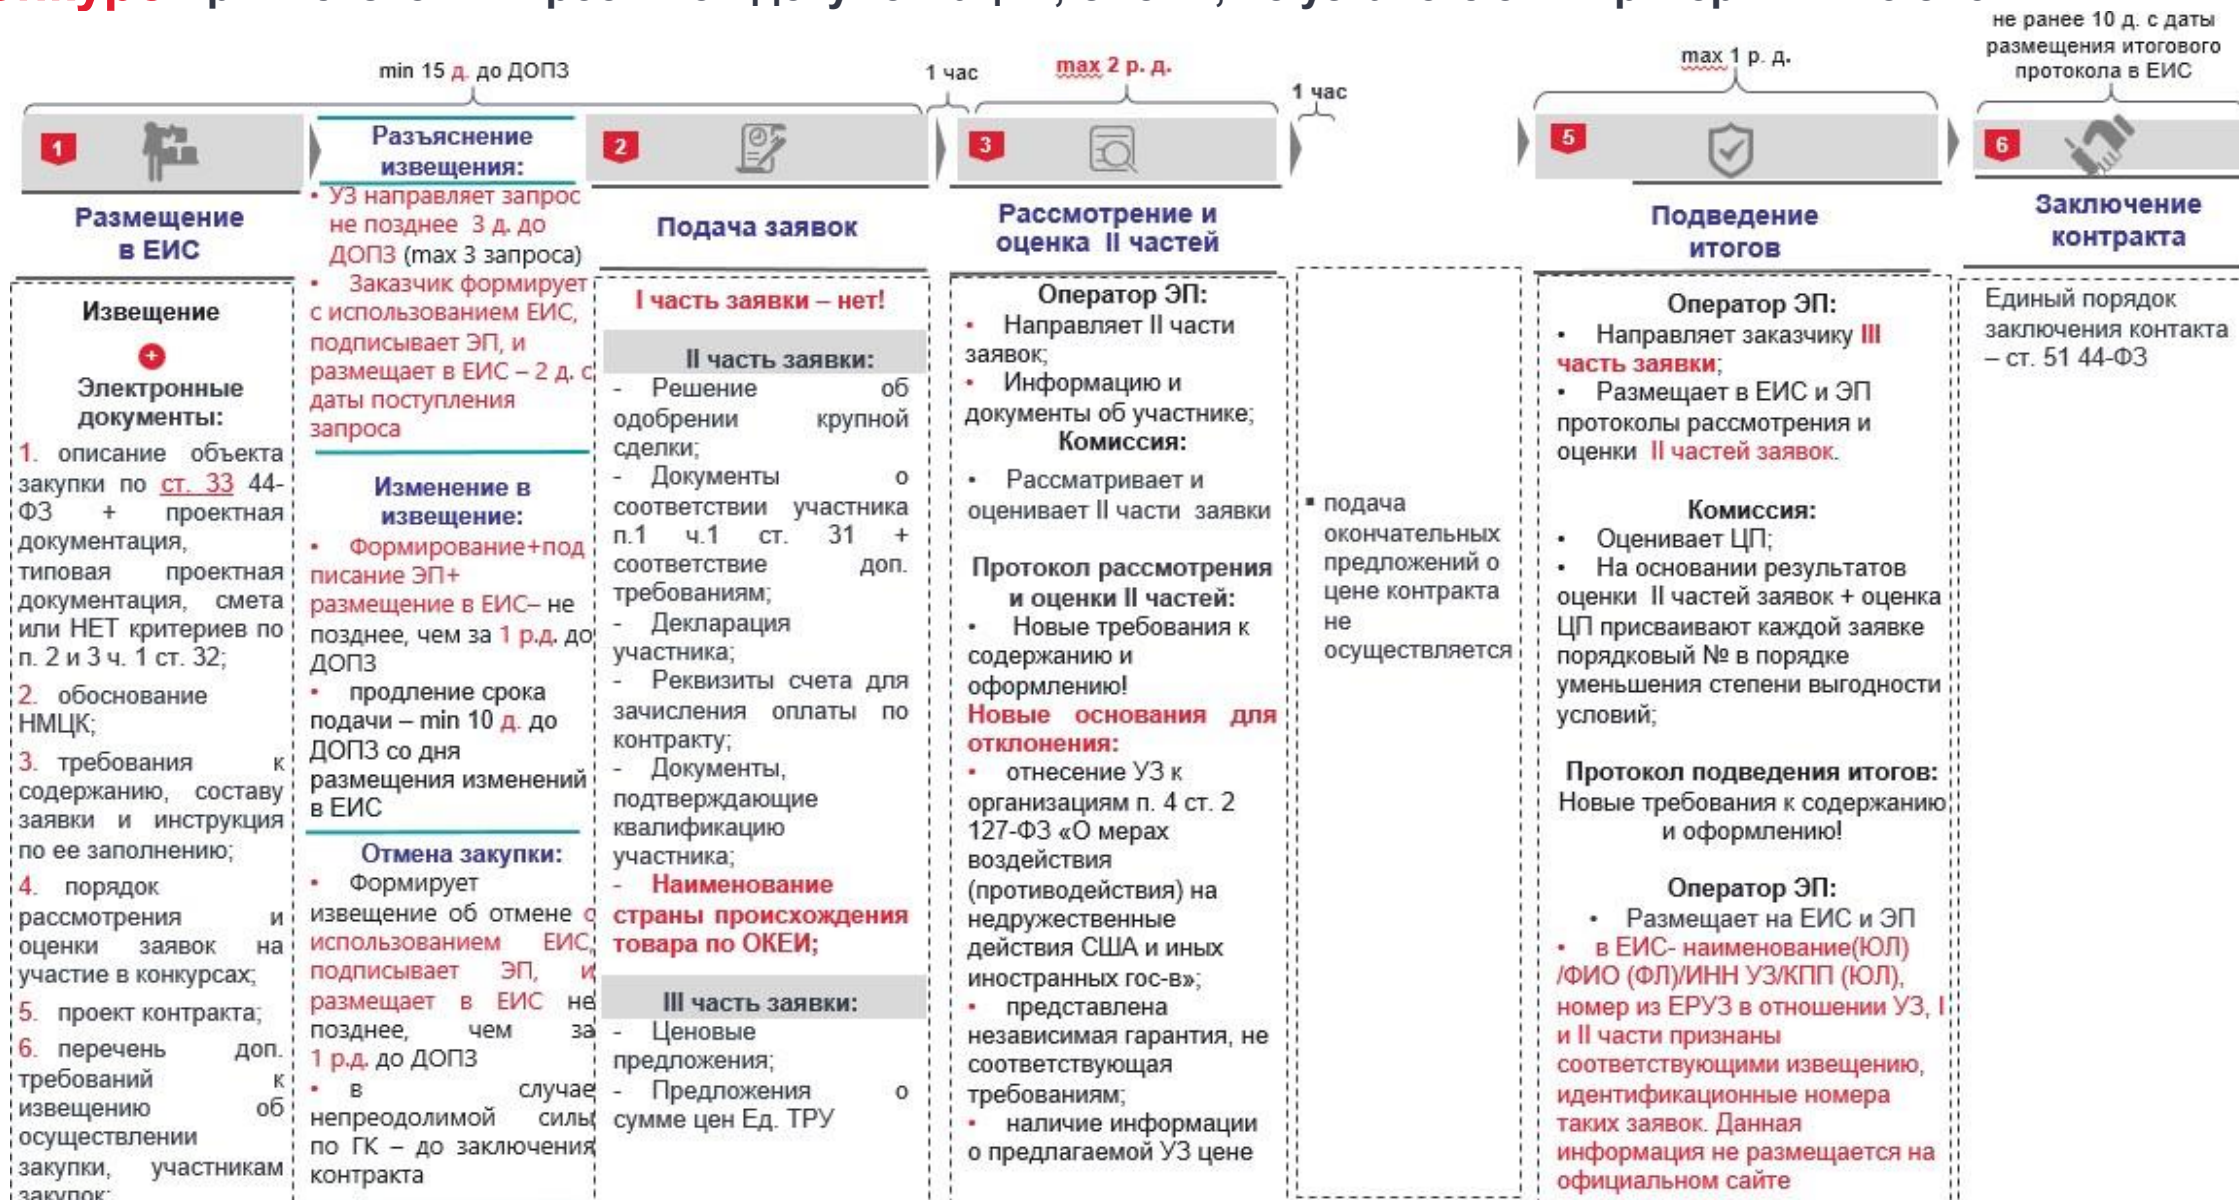 не ранее 10 д. с даты
размещения итогового
протокола в ЕИС
min 15 д. до ДОПЗ
1 час
max 2 р. д.
1 час
max 1 р. д.
1
Размещение
в ЕИС
Извещение
Электронные
документы:
1. описание объекта
закупки по ст. 33 44-
ФЗ + проектная
документация,
типовая проектная
документация, смета
или НЕТ критериев по
п. 2 и 3 ч. 1 ст. 32;
2. обоснование
НМЦК;
3. требования к
содержанию, составу
заявки и инструкция
по ее заполнению;
4. порядок
рассмотрения и
оценки заявок на
участие в конкурсах;
5. проект контракта;
6. перечень доп.
требований к
извещению об
осуществлении
закупки, участникам
закупок;
Разъяснение
извещения:
• УЗ направляет запрос
не позднее 3 д. до
ДОПЗ (max 3 запроса)
• Заказчик формирует
с использованием ЕИС,
подписывает ЭП, и
размещает в ЕИС – 2 д. с
даты поступления
запроса
Изменение в
извещение:
• Формирование+под
писание ЭП+
размещение в ЕИС– не
позднее, чем за 1 р.д. до
ДОПЗ
• продление срока
подачи – min 10 д. до
ДОПЗ со дня
размещения изменений
в ЕИС
Отмена закупки:
• Формирует
извещение об отмене с
использованием ЕИС,
подписывает ЭП, и
размещает в ЕИС не
позднее, чем за
1 р.д. до ДОПЗ
• в случае
непреодолимой силы
по ГК – до заключения
контракта
2
Подача заявок
I часть заявки – нет!
II часть заявки:
- Решение об
одобрении крупной
сделки;
- Документы о
соответствии участника
п.1 ч.1 ст. 31 +
соответствие доп.
требованиям;
- Декларация
участника;
- Реквизиты счета для
зачисления оплаты по
контракту;
- Документы,
подтверждающие
квалификацию
участника;
- Наименование
страны происхождения
товара по ОКЕИ;
III часть заявки:
- Ценовые
предложения;
- Предложения о
сумме цен Ед. ТРУ
3
Рассмотрение и
оценка II частей
Оператор ЭП:
• Направляет II части
заявок;
• Информацию и
документы об участнике;
Комиссия:
• Рассматривает и
оценивает II части заявки
Протокол рассмотрения
и оценки II частей:
• Новые требования к
содержанию и
оформлению!
Новые основания для
отклонения:
• отнесение УЗ к
организациям п. 4 ст. 2
127-ФЗ «О мерах
воздействия
(противодействия) на
недружественные
действия США и иных
иностранных гос-в»;
• представлена
независимая гарантия, не
соответствующая
требованиям;
• наличие информации
о предлагаемой УЗ цене
▪ подача
окончательных
предложений о
цене контракта
не
осуществляется
5
Подведение
итогов
Оператор ЭП:
• Направляет заказчику III
часть заявки;
• Размещает в ЕИС и ЭП
протоколы рассмотрения и
оценки II частей заявок.
Комиссия:
• Оценивает ЦП;
• На основании результатов
оценки II частей заявок + оценка
ЦП присваивают каждой заявке
порядковый № в порядке
уменьшения степени выгодности
условий;
Протокол подведения итогов:
Новые требования к содержанию
и оформлению!
Оператор ЭП:
• Размещает на ЕИС и ЭП
• в ЕИС- наименование(ЮЛ)
/ФИО (ФЛ)/ИНН УЗ/КПП (ЮЛ),
номер из ЕРУЗ в отношении УЗ, I
и II части признаны
соответствующими извещению,
идентификационные номера
таких заявок. Данная
информация не размещается на
официальном сайте
6
Заключение
контракта
Единый порядок
заключения контакта
– ст. 51 44-ФЗ